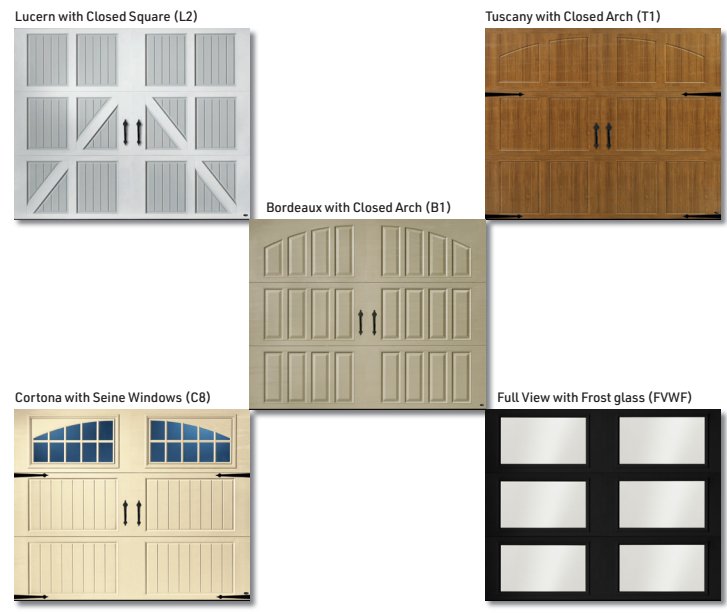 Lucern with Closed Square (L2)
Tuscany with Closed Arch (T1)
Bordeaux with Closed Arch (B1)
Cortona with Seine Windows (C8)
Full View with Frost glass (FVWF)